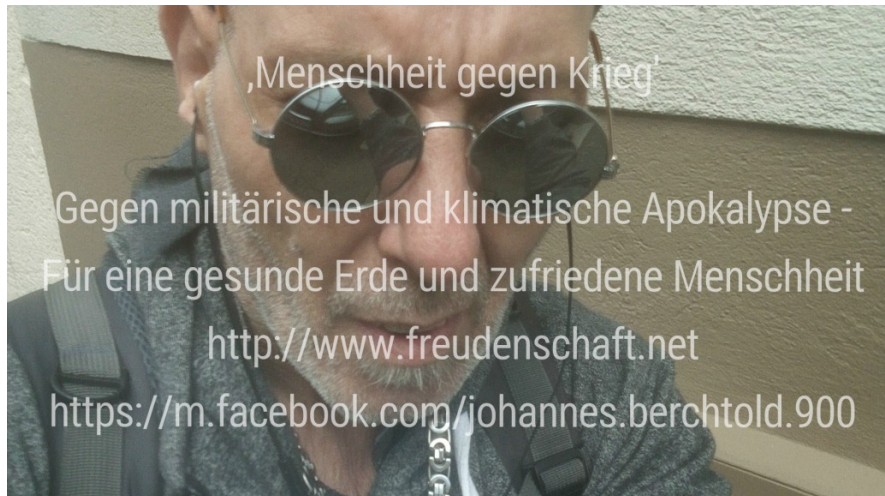 ‚Menschheit gegen Krieg'
Gegen militärische und klimatische Apokalypse -
Für eine gesunde Erde und zufriedene Menschheit
http://www.freudenschaft.net
https://m.facebook.com/johannes.berchtold.900